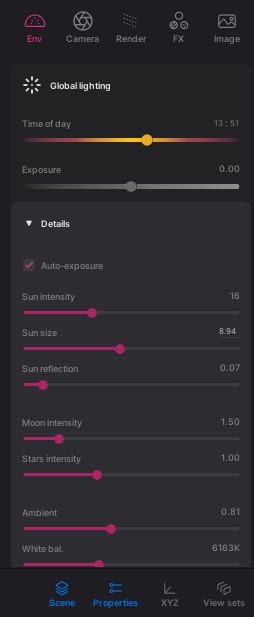 Env Camera Render FX Image
Global lighting
Time of day 13 : 51
Exposure 0.00
Details
Auto-exposure
Sun intensity 16
Sun size 8.94
Sun reflection 0.07
Moon intensity 1.50
Stars intensity 1.00
Ambient 0.81
White bal. 6163K
Scene Properties XYZ View sets